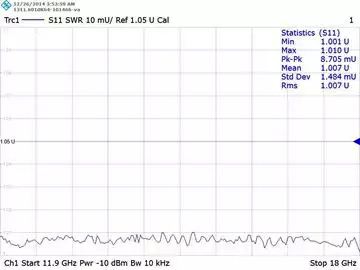 12/26/2014 3:53:59 AM
1311.6010K64-101466-va
Trc1 S11 SWR 10 mU/ Ref 1.05 U Cal 1
Statistics (S11)
Min 1.001 U
Max 1.010 U
Pk-Pk 8.705 mU
Mean 1.007 U
Std Dev 1.484 mU
Rms 1.007 U
1.05 U
Ch1 Start 11.9 GHz Pwr -10 dBm Bw 10 kHz Stop 18 GHz